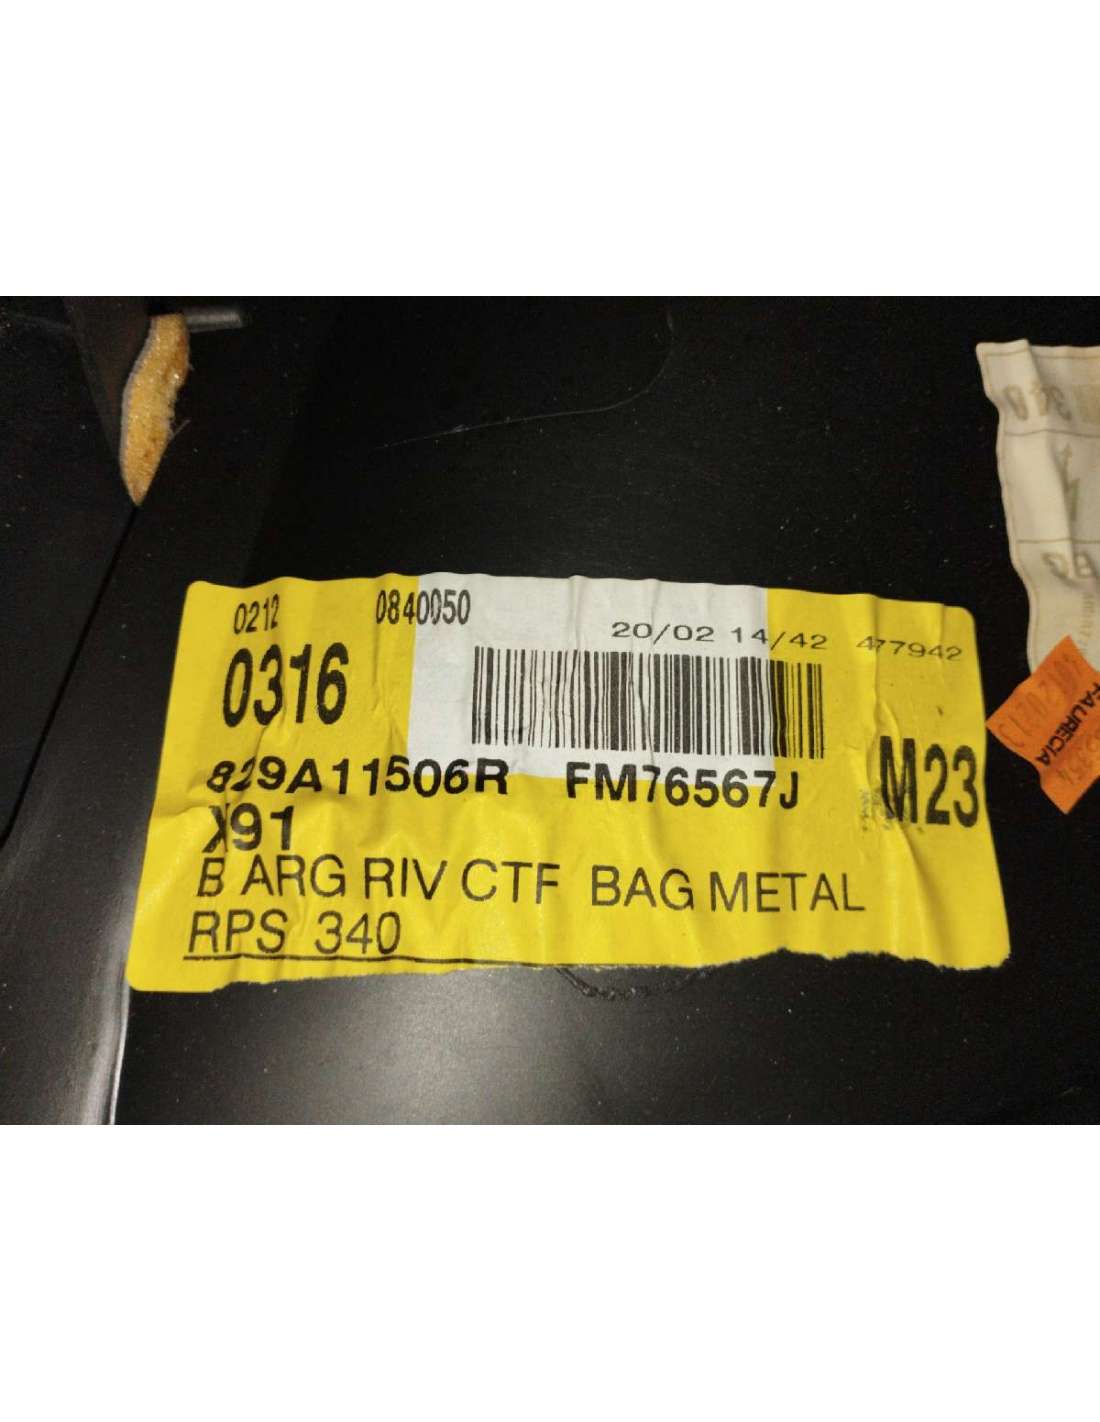 0212 0840050
20/02 14/42 477942
0316
829A11506R FM76567J M23
X91
B ARG RIV CTF BAG METAL
RPS 340
FAURECIA